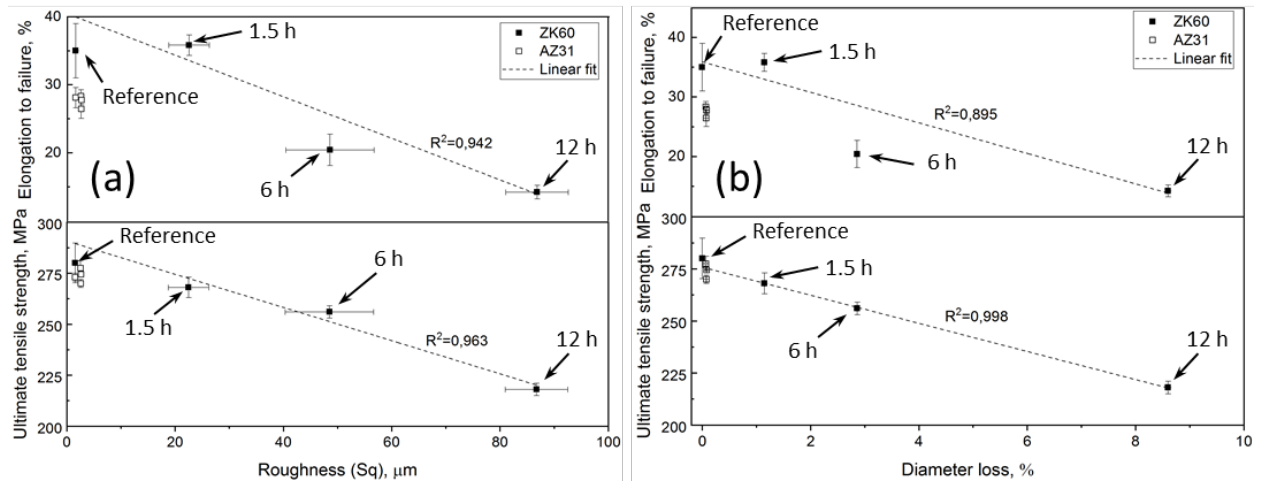 40
30
20
Elongation to failure, %
1.5 h
ZK60
AZ31
Linear fit
Reference
R²=0,942
(a)
6 h
12 h
300
275
250
225
200
Ultimate tensile strength, MPa
Reference
6 h
1.5 h
R²=0,963
12 h
0
20
40
60
80
100
Roughness (Sq), µm
40
30
20
Elongation to failure, %
Reference
1.5 h
ZK60
AZ31
Linear fit
R²=0,895
(b)
6 h
12 h
300
275
250
225
200
Ultimate tensile strength, MPa
Reference
1.5 h
R²=0,998
6 h
12 h
0
2
4
6
8
10
Diameter loss, %